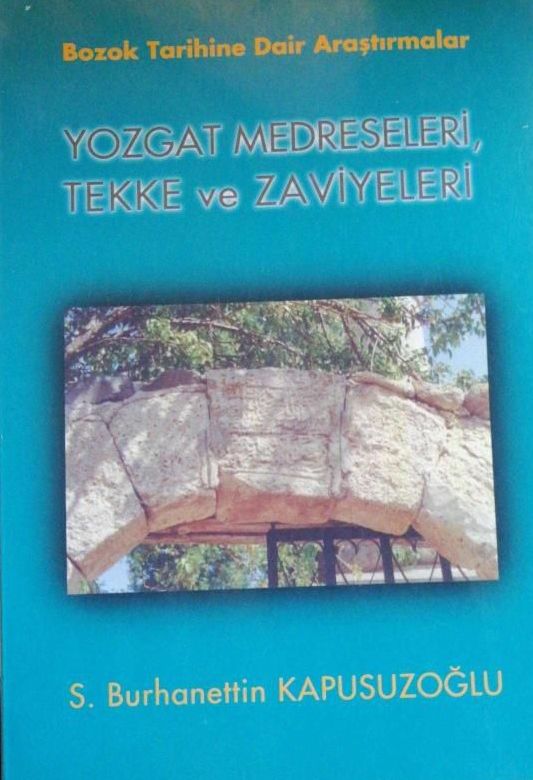 Bozok Tarihine Dair Araştırmalar
YOZGAT MEDRESELERİ,
TEKKE ve ZAVİYELERİ
S. Burhanettin KAPUSUZOĞLU